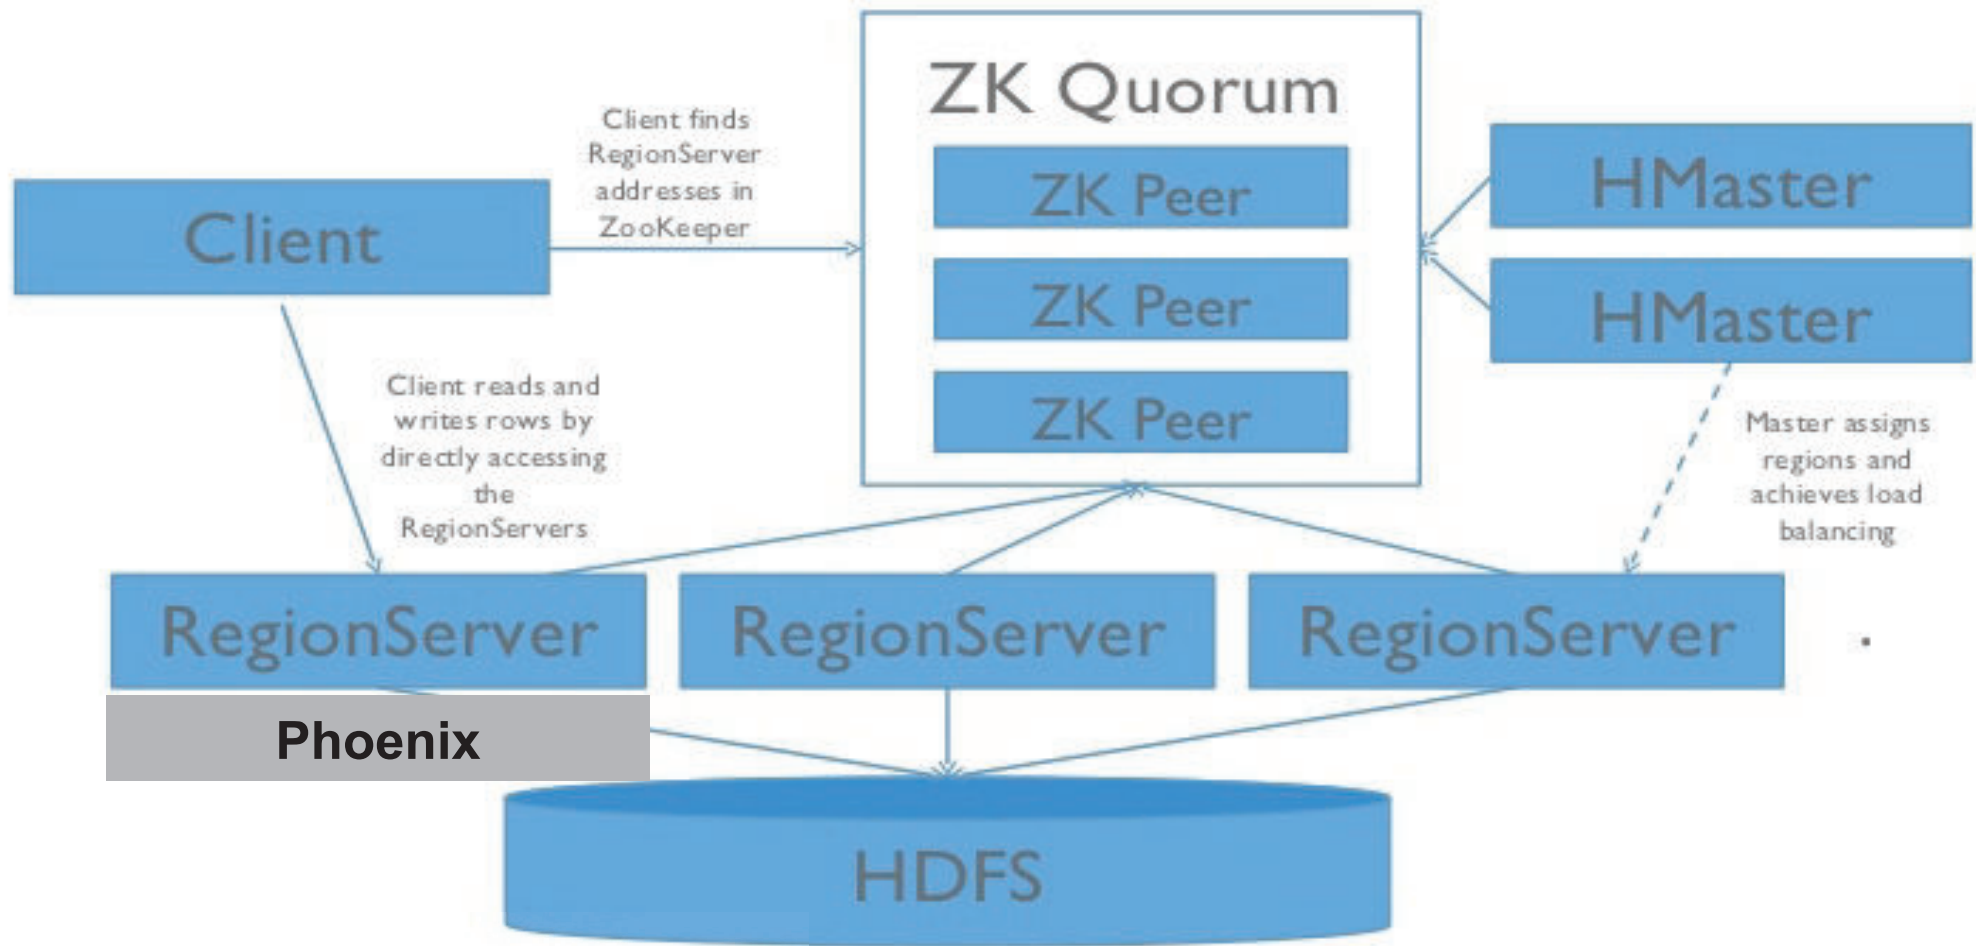 ZK Quorum
ZK Peer
ZK Peer
ZK Peer
Client finds
RegionServer
addresses in
ZooKeeper
Client
HMaster
HMaster
Client reads and
writes rows by
directly accessing
the
RegionServers
Master assigns
regions and
achieves load
balancing
RegionServer
RegionServer
RegionServer
Phoenix
HDFS